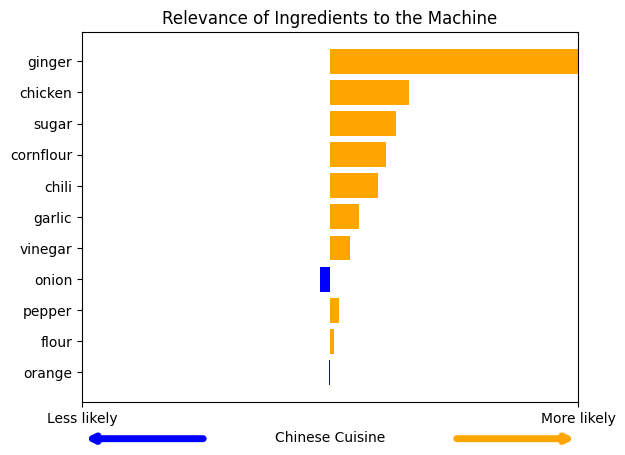 Relevance of Ingredients to the Machine
ginger
chicken
sugar
cornflour
chili
garlic
vinegar
onion
pepper
flour
orange
Less likely
More likely
Chinese Cuisine